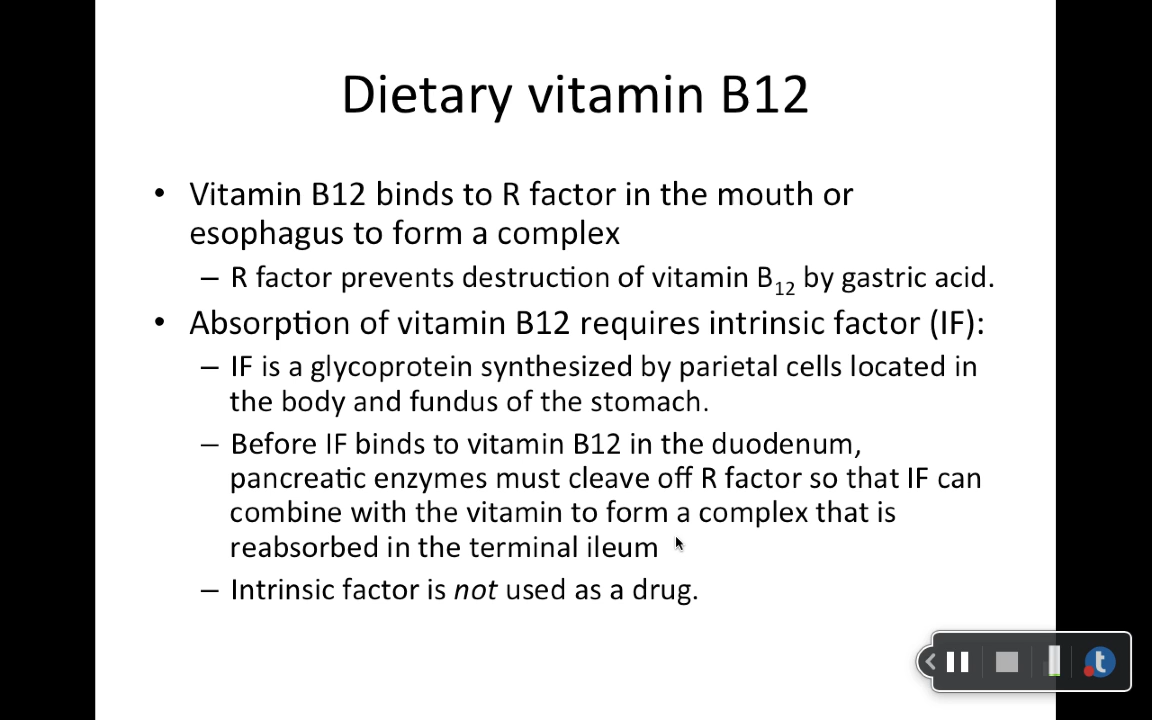 Dietary vitamin B12
• Vitamin B12 binds to R factor in the mouth or
esophagus to form a complex
– R factor prevents destruction of vitamin B₁₂ by gastric acid.
• Absorption of vitamin B12 requires intrinsic factor (IF):
– IF is a glycoprotein synthesized by parietal cells located in
the body and fundus of the stomach.
– Before IF binds to vitamin B12 in the duodenum,
pancreatic enzymes must cleave off R factor so that IF can
combine with the vitamin to form a complex that is
reabsorbed in the terminal ileum
– Intrinsic factor is not used as a drug.
t